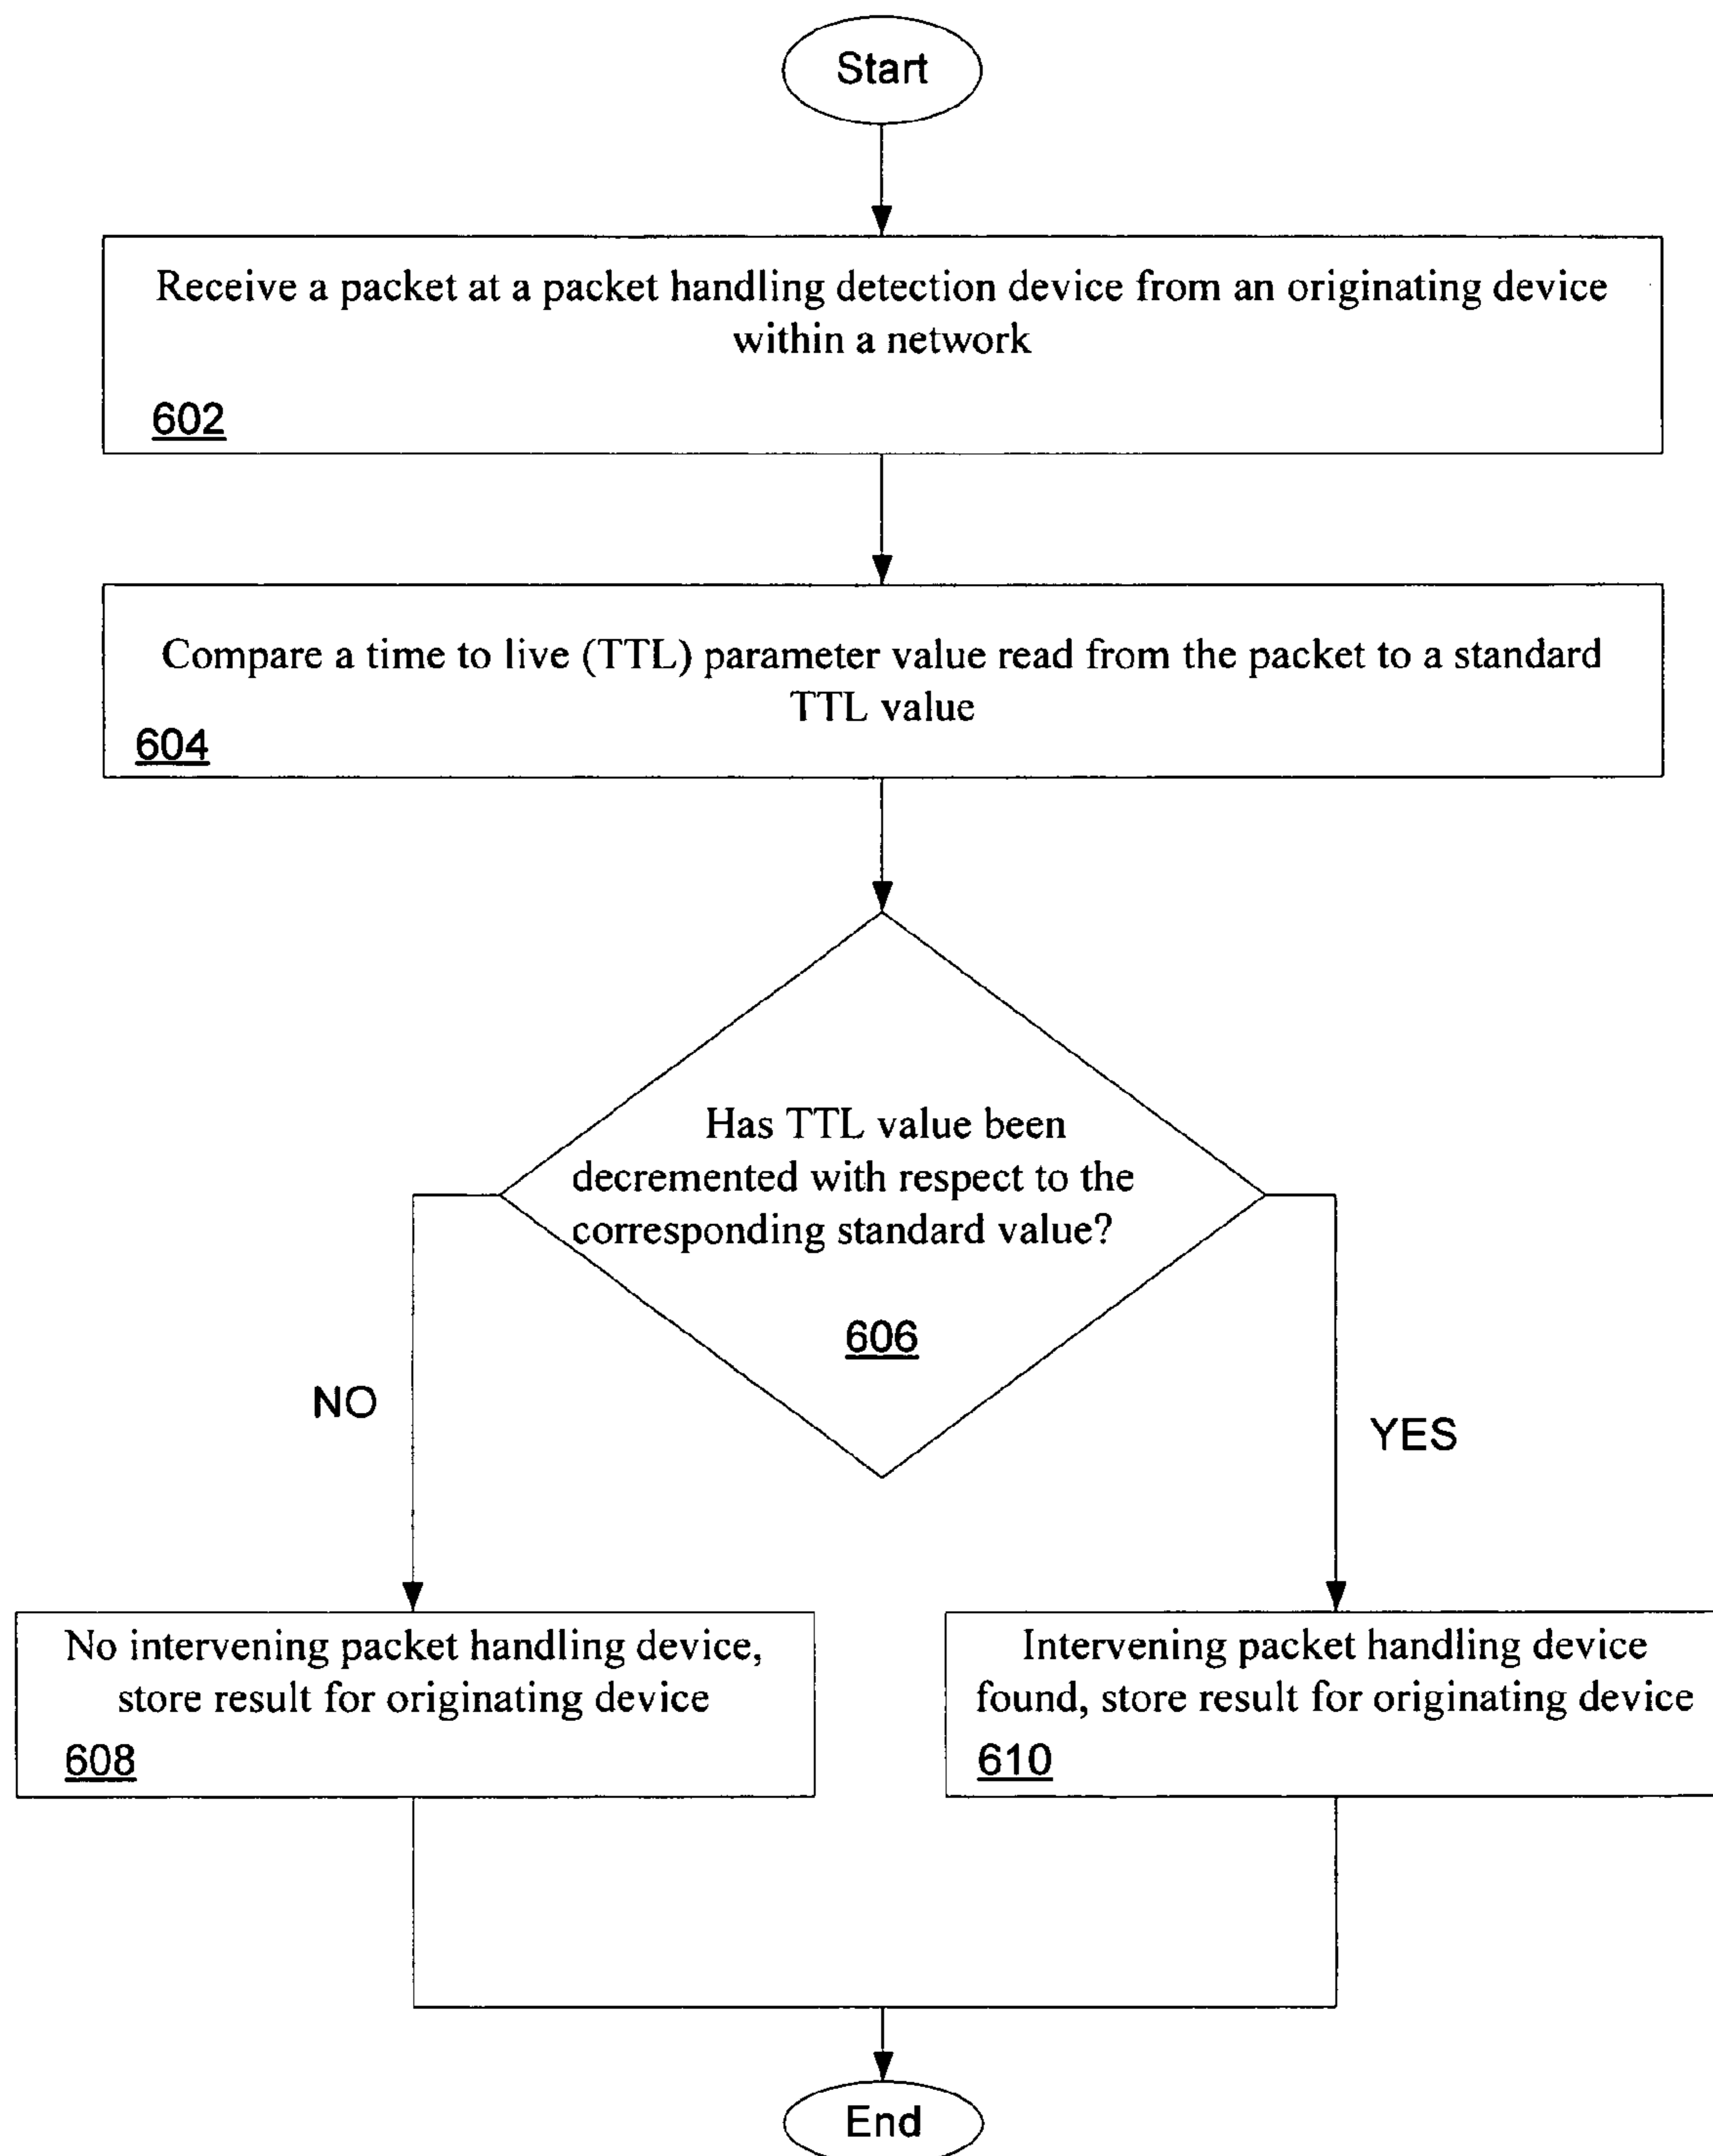 Start
Receive a packet at a packet handling detection device from an originating device
within a network
602
Compare a time to live (TTL) parameter value read from the packet to a standard
TTL value
604
Has TTL value been
decremented with respect to the
corresponding standard value?
606
NO
YES
No intervening packet handling device,
store result for originating device
608
Intervening packet handling device
found, store result for originating device
610
End